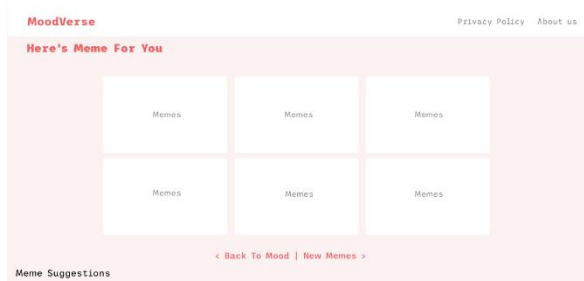 MoodVerse Privacy Policy About us
Here's Meme For You
Memes Memes Memes
Memes Memes Memes
< Back To Mood | New Memes >
Meme Suggestions